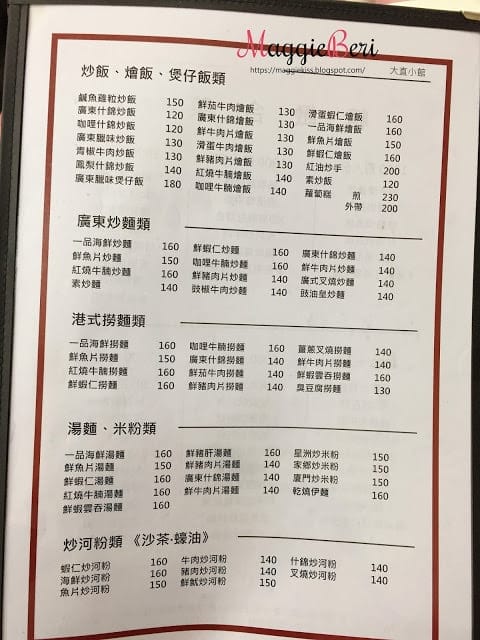 MaggieBeri
https://maggiekiss.blogspot.com/ 大直小館
炒飯、燴飯、煲仔飯類
鹹魚雞粒炒飯 150 鮮茄牛肉燴飯 130 滑蛋蝦仁燴飯 160
廣東什錦炒飯 120 廣東什錦燴飯 130 一品海鮮燴飯 160
咖哩什錦炒飯 120 鮮牛肉片燴飯 130 鮮魚片燴飯 150
廣東臘味炒飯 130 滑蛋牛肉燴飯 130 鮮蝦仁燴飯 160
青椒牛肉炒飯 130 鮮豬肉片燴飯 130 紅油炒手 200
鳳梨什錦炒飯 140 紅燒牛腩燴飯 140 素炒飯 120
廣東臘味煲仔飯 180 咖哩牛腩燴飯 140 蘿蔔糕 煎 230
外帶 200
廣東炒麵類
一品海鮮炒麵 160 鮮蝦仁炒麵 160 廣東什錦炒麵 140
鮮魚片炒麵 150 咖哩牛腩炒麵 160 鮮牛肉片炒麵 140
紅燒牛腩炒麵 160 鮮豬肉片炒麵 140 廣式叉燒炒麵 140
素炒麵 140 豉椒牛肉炒麵 140 豉油皇炒麵 140
港式撈麵類
一品海鮮撈麵 160 咖哩牛腩撈麵 160 薑蔥叉燒撈麵 140
鮮魚片撈麵 150 廣東什錦撈麵 140 鮮牛肉片撈麵 140
紅燒牛腩撈麵 160 鮮茄牛肉撈麵 140 鮮蝦雲吞撈麵 160
鮮蝦仁撈麵 160 鮮豬肉片撈麵 140 臭豆腐撈麵 130
湯麵、米粉類
一品海鮮湯麵 160 鮮豬肝湯麵 160 星洲炒米粉 150
鮮魚片湯麵 150 鮮豬肉片湯麵 140 家鄉炒米粉 150
鮮蝦仁湯麵 160 廣東什錦湯麵 140 廈門炒米粉 150
紅燒牛腩湯麵 160 鮮牛肉片湯麵 140 乾燒伊麵 160
鮮蝦雲吞湯麵 160
炒河粉類《沙茶·蠔油》
蝦仁炒河粉 160 牛肉炒河粉 140 什錦炒河粉 140
海鮮炒河粉 160 豬肉炒河粉 140 叉燒炒河粉 140
魚片炒河粉 150 鮮魷炒河粉 150